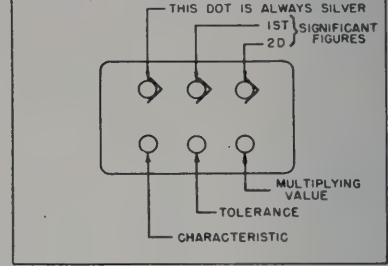 THIS DOT IS ALWAYS SILVER
1ST } SIGNIFICANT
2D } FIGURES
MULTIPLYING
VALUE
TOLERANCE
CHARACTERISTIC